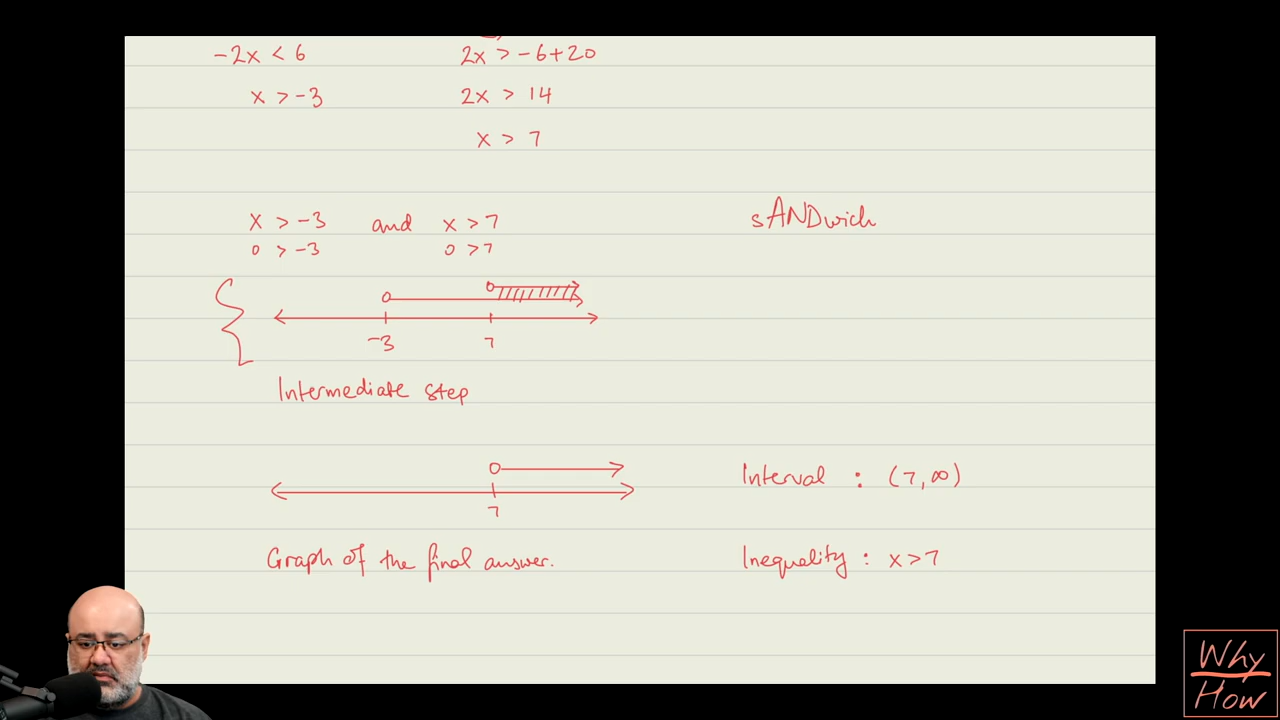 -2x < 6 2x > -6+20
x > -3 2x > 14
x > 7
x > -3 and x > 7 sANDwich
0 > -3 0 > 7
-3 7
Intermediate step
7
Interval : (7, ∞)
Graph of the final answer. Inequality : x > 7
Why
How